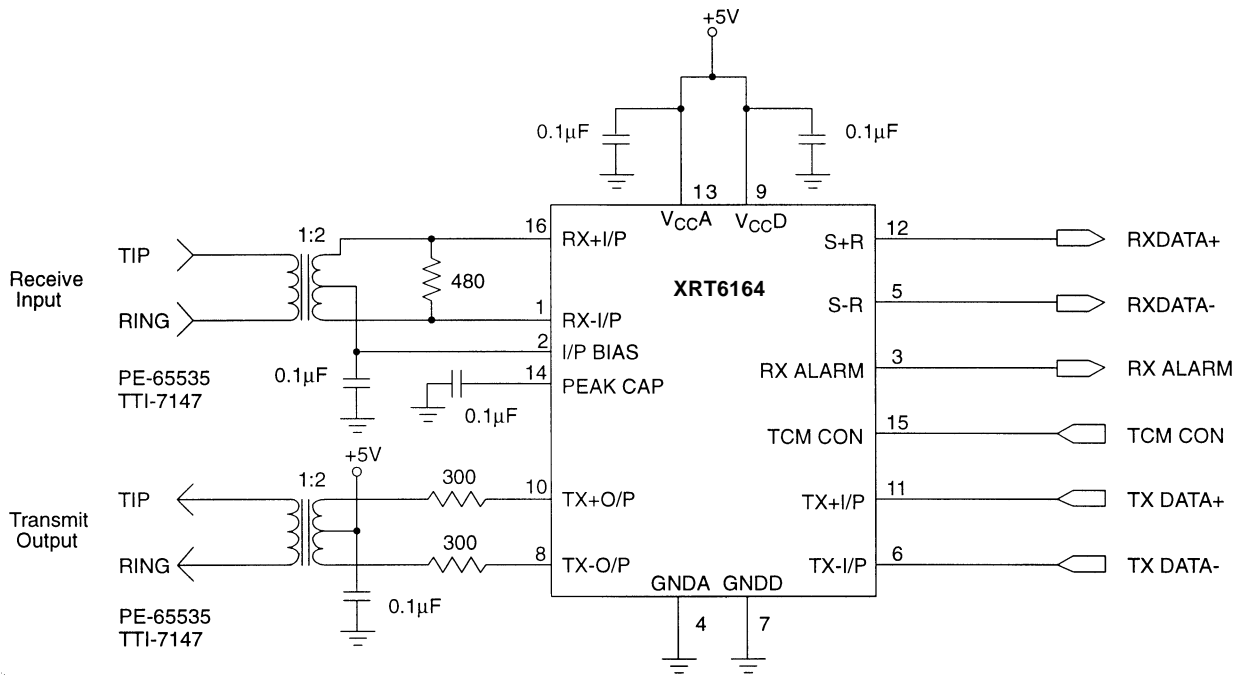 +5V
0.1µF
0.1µF
13
9
VCCA
VCCD
16
RX+I/P
S+R
12
RXDATA+
1:2
TIP
Receive
Input
480
XRT6164
RING
1
RX-I/P
S-R
5
RXDATA-
2
I/P BIAS
PE-65535
TTI-7147
0.1µF
14
PEAK CAP
0.1µF
RX ALARM
3
RX ALARM
TCM CON
15
TCM CON
+5V
1:2
TIP
300
10
TX+O/P
TX+I/P
11
TX DATA+
Transmit
Output
RING
300
8
TX-O/P
TX-I/P
6
TX DATA-
GNDA
GNDD
PE-65535
TTI-7147
0.1µF
4
7